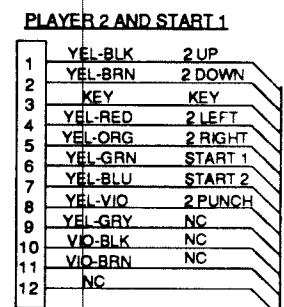 PLAYER 2 AND START 1
1 YEL-BLK 2 UP
2 YEL-BRN 2 DOWN
3 KEY KEY
4 YEL-RED 2 LEFT
5 YEL-ORG 2 RIGHT
6 YEL-GRN START 1
7 YEL-BLU START 2
8 YEL-VIO 2 PUNCH
9 YEL-GRY NC
10 VIO-BLK NC
11 VIO-BRN NC
12 NC